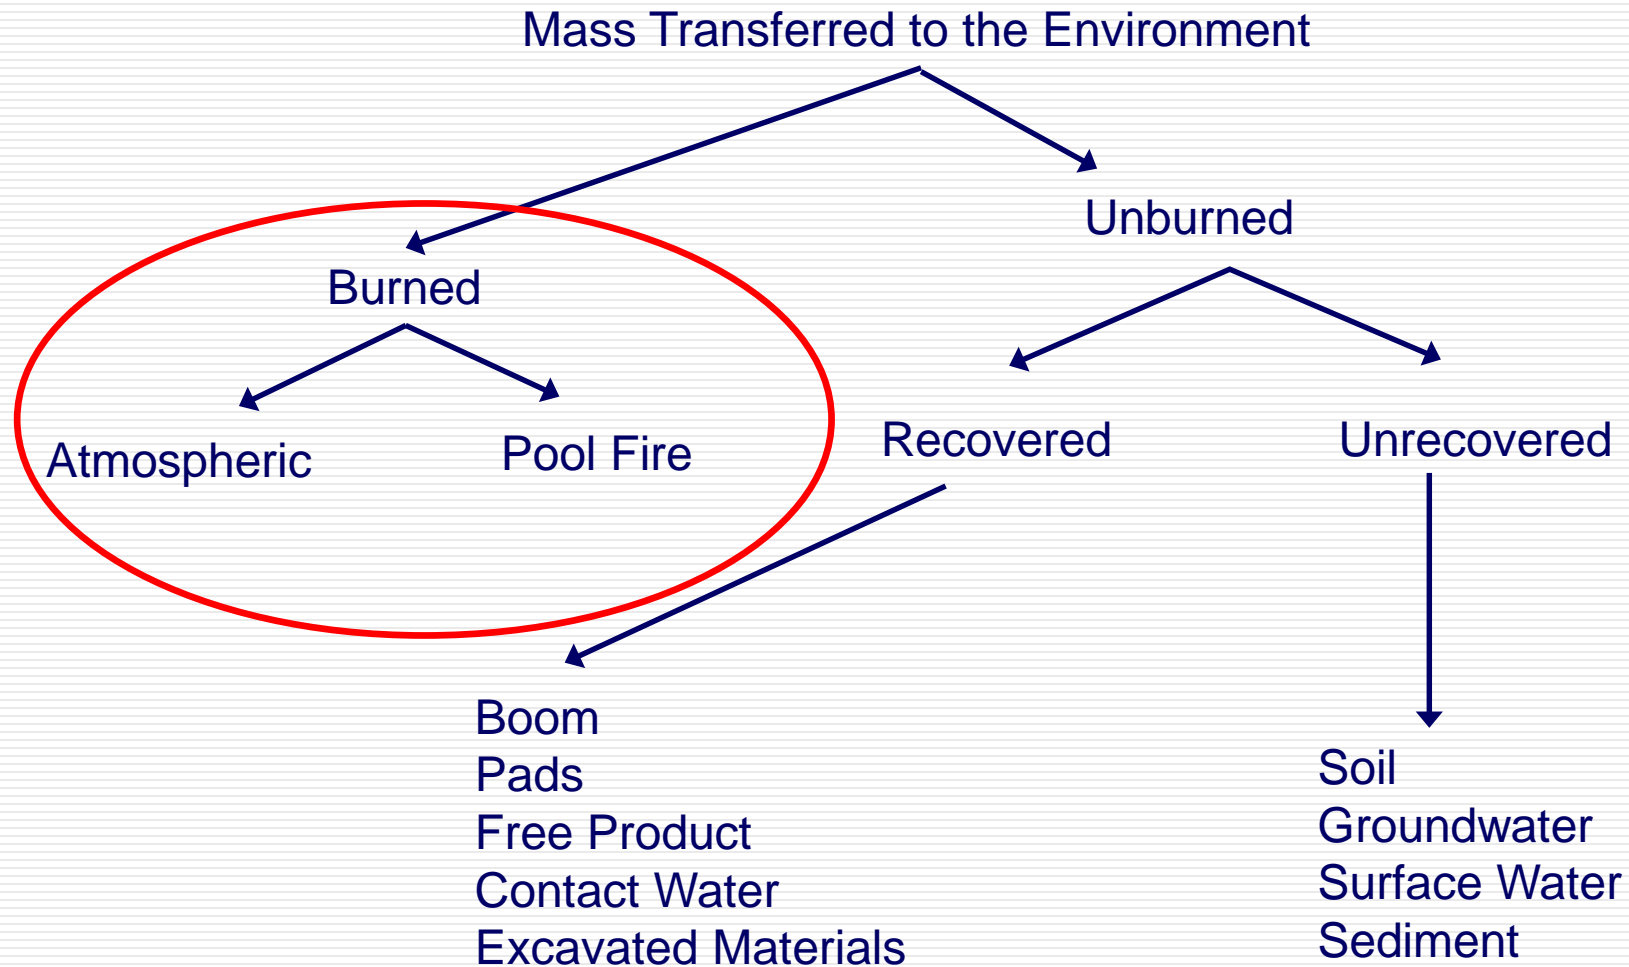 Mass Transferred to the Environment
Unburned
Burned
Atmospheric
Pool Fire
Recovered
Unrecovered
Boom
Pads
Free Product
Contact Water
Excavated Materials
Soil
Groundwater
Surface Water
Sediment